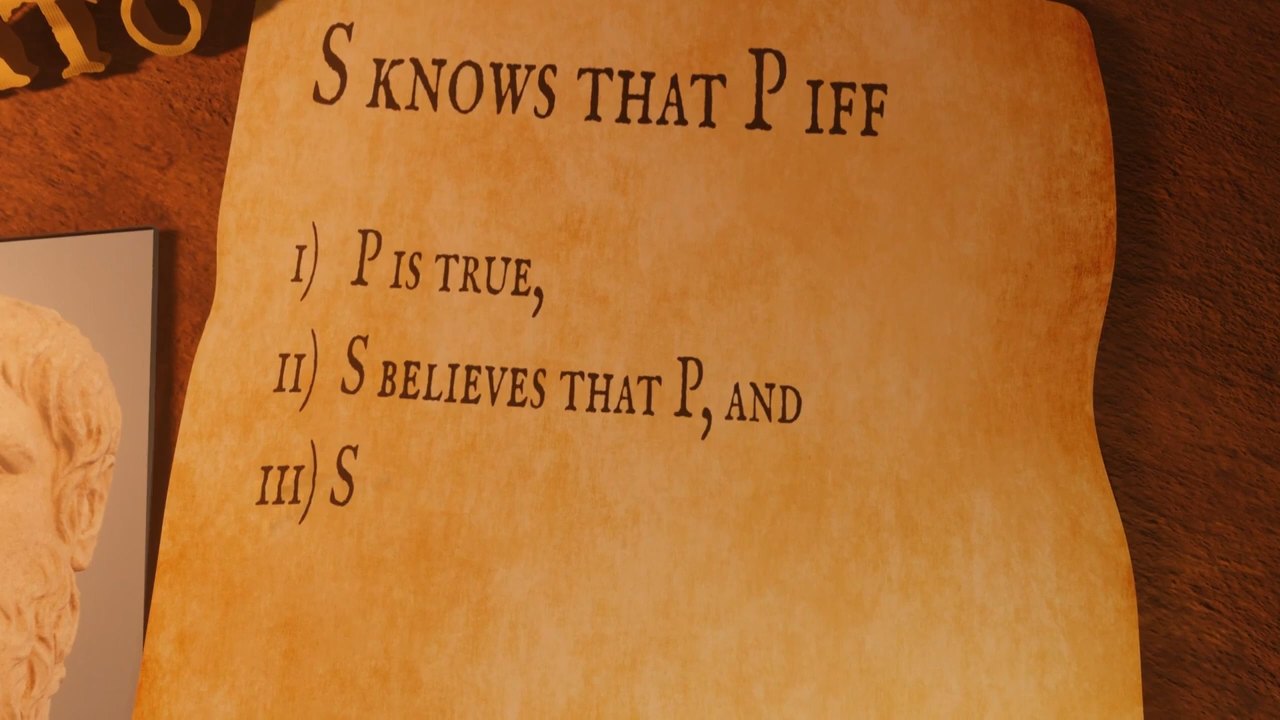 S KNOWS THAT P IFF
I) P IS TRUE,
II) S BELIEVES THAT P, AND
III) S